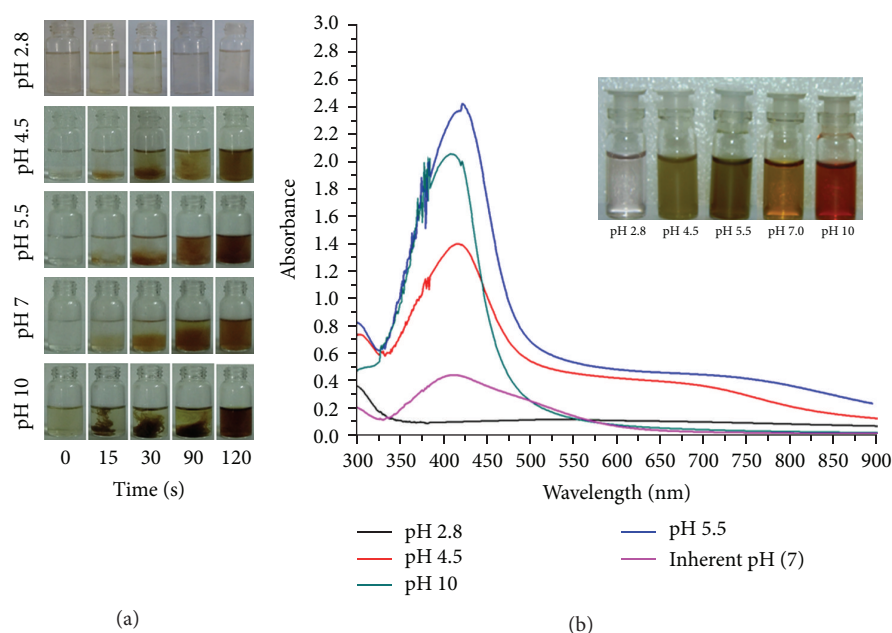 pH 2.8
pH 4.5
pH 5.5
pH 7
pH 10
0 15 30 90 120
Time (s)
(a)
3.0
2.8
2.6
2.4
2.2
2.0
1.8
1.6
1.4
1.2
1.0
0.8
0.6
0.4
0.2
0.0
Absorbance
300 350 400 450 500 550 600 650 700 750 800 850 900
Wavelength (nm)
pH 2.8 pH 4.5 pH 5.5 pH 7.0 pH 10
pH 2.8
pH 4.5
pH 10
pH 5.5
Inherent pH (7)
(b)